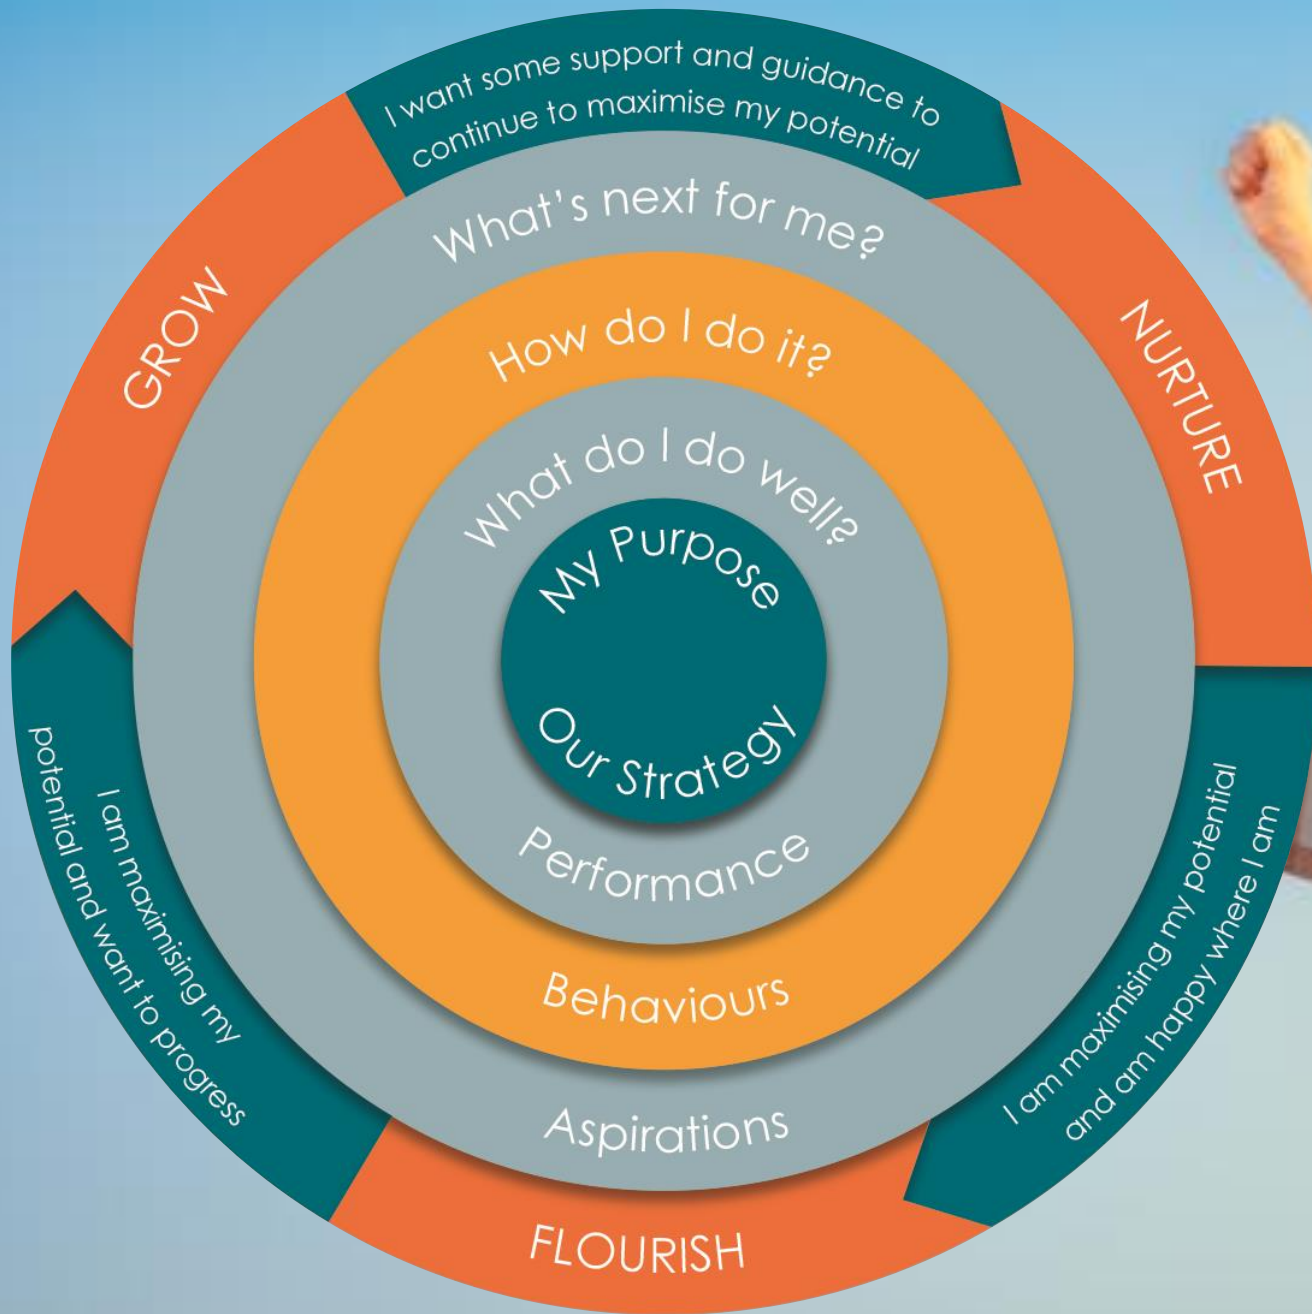 I want some support and guidance to
continue to maximise my potential
NURTURE
I am maximising my potential
and am happy where I am
FLOURISH
I am maximising my
potential and want to progress
GROW
What's next for me?
How do I do it?
What do I do well?
My Purpose
Our Strategy
Performance
Behaviours
Aspirations